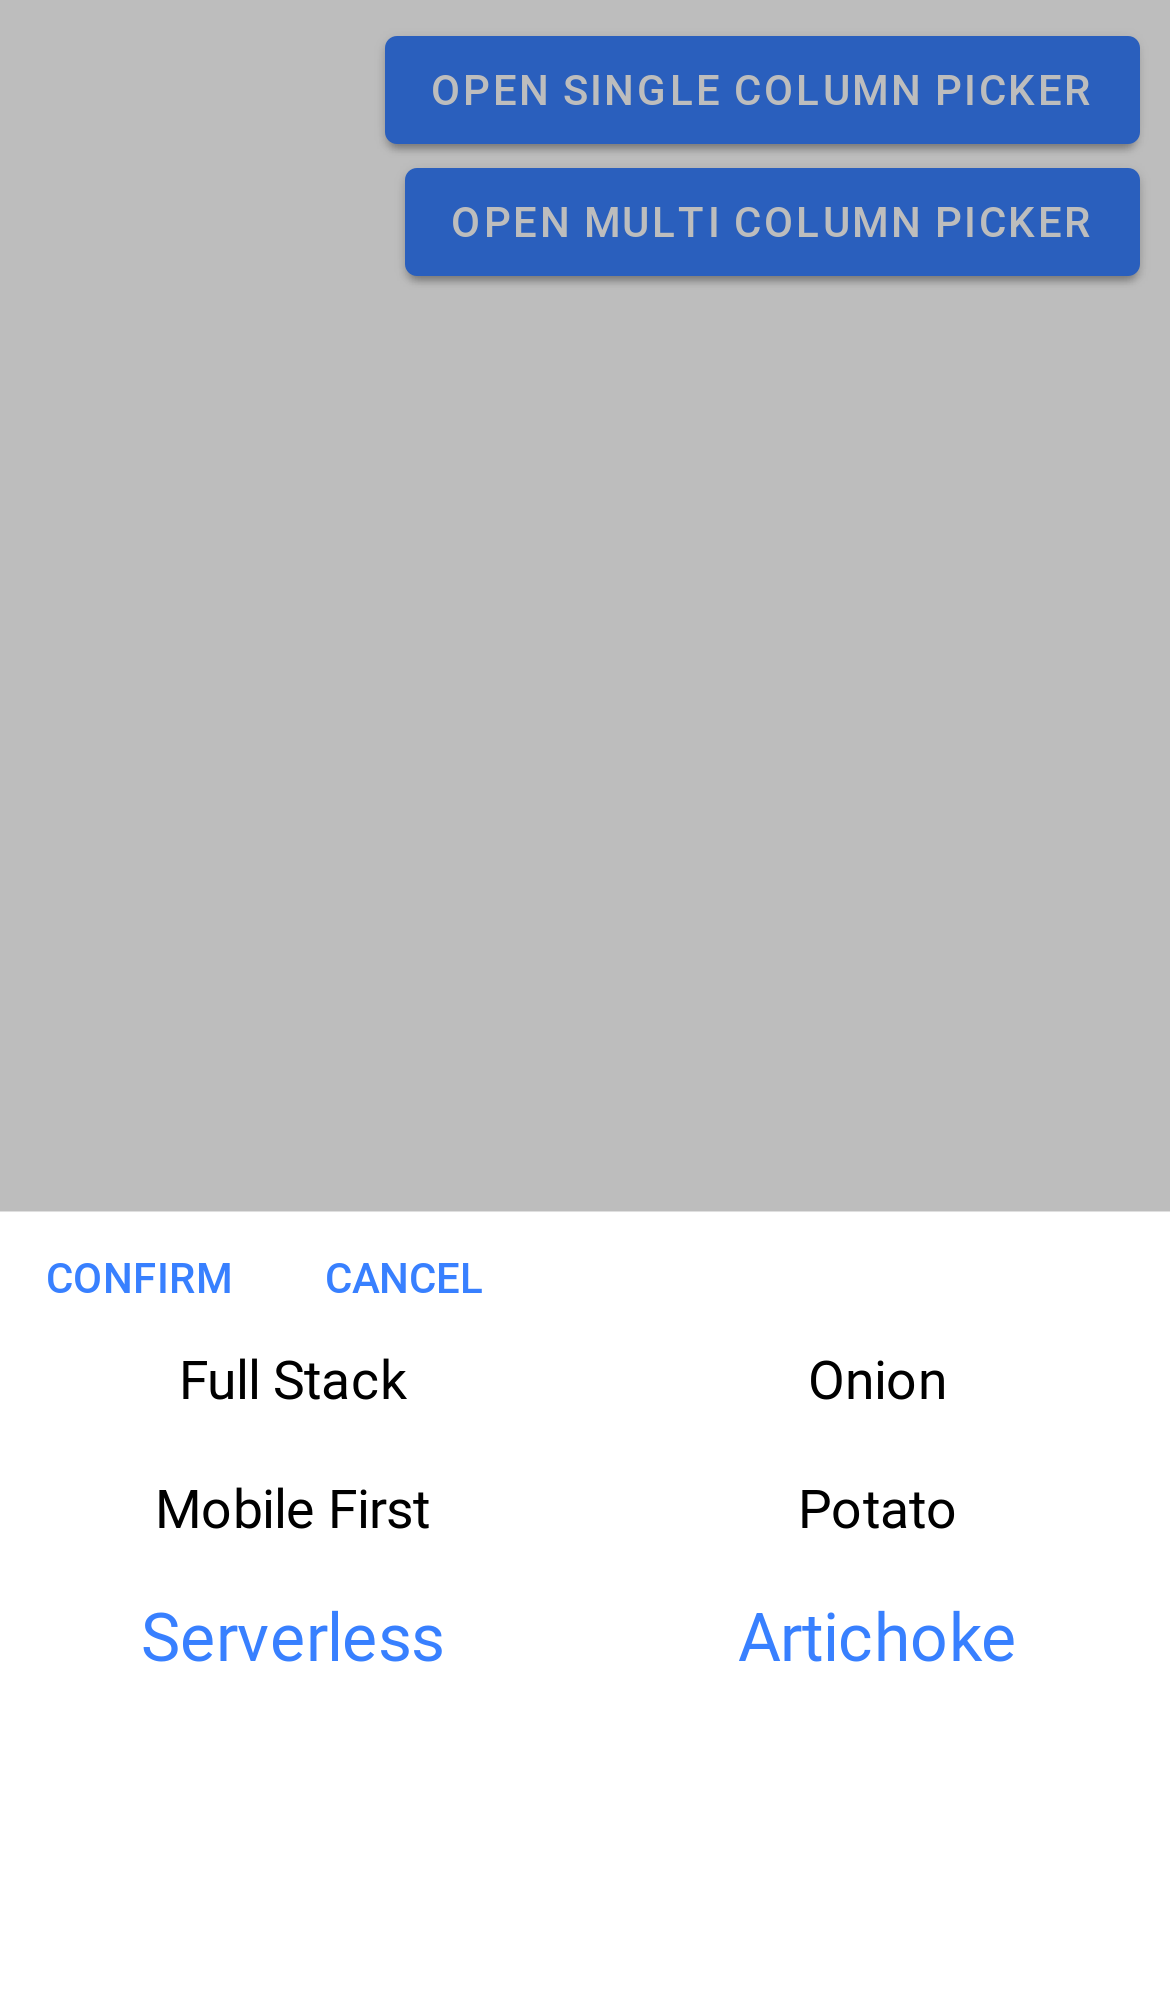 OPEN SINGLE COLUMN PICKER
OPEN MULTI COLUMN PICKER
CONFIRM CANCEL
Full Stack Onion
Mobile First Potato
Serverless Artichoke